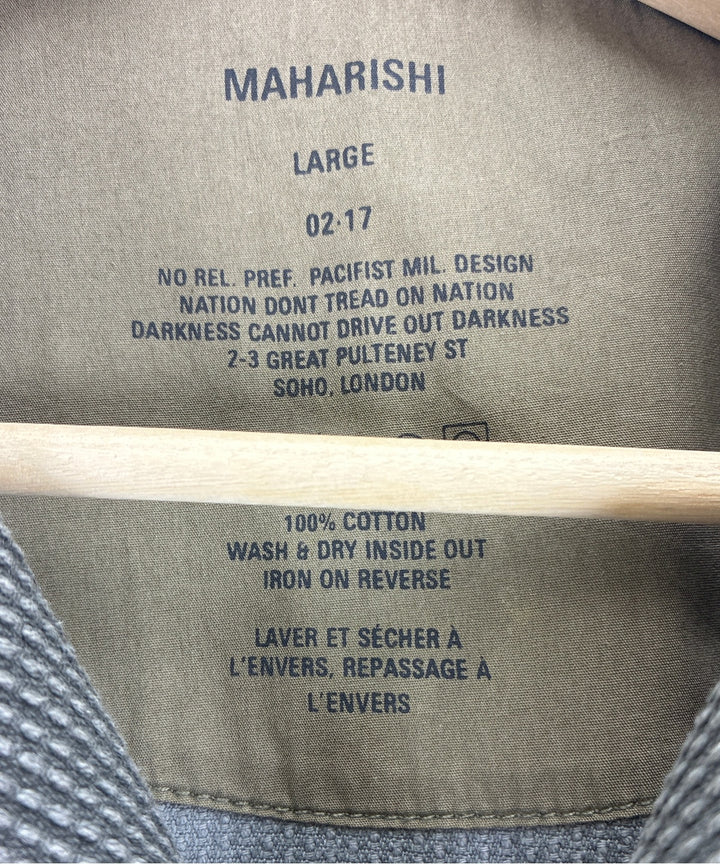 MAHARISHI
LARGE
02·17
NO REL. PREF. PACIFIST MIL. DESIGN
NATION DONT TREAD ON NATION
DARKNESS CANNOT DRIVE OUT DARKNESS
2-3 GREAT PULTENEY ST
SOHO, LONDON
100% COTTON
WASH & DRY INSIDE OUT
IRON ON REVERSE
LAVER ET SÉCHER À
L'ENVERS, REPASSAGE À
L'ENVERS